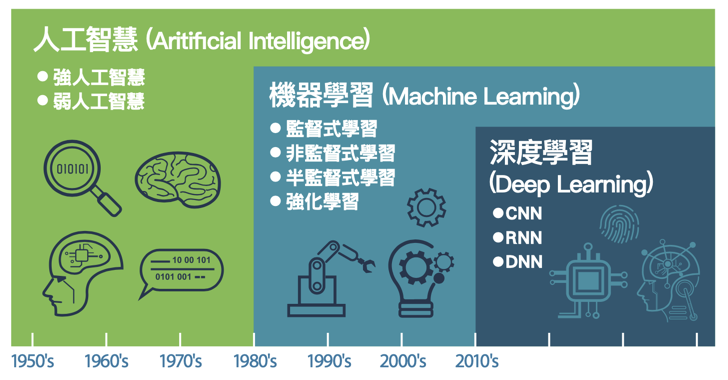 人工智慧 (Aritificial Intelligence)
●強人工智慧
●弱人工智慧
010101
10 00 101
0101 001
機器學習 (Machine Learning)
●監督式學習
●非監督式學習
●半監督式學習
●強化學習
深度學習
(Deep Learning)
●CNN
●RNN
●DNN
1950's 1960's 1970's 1980's 1990's 2000's 2010's